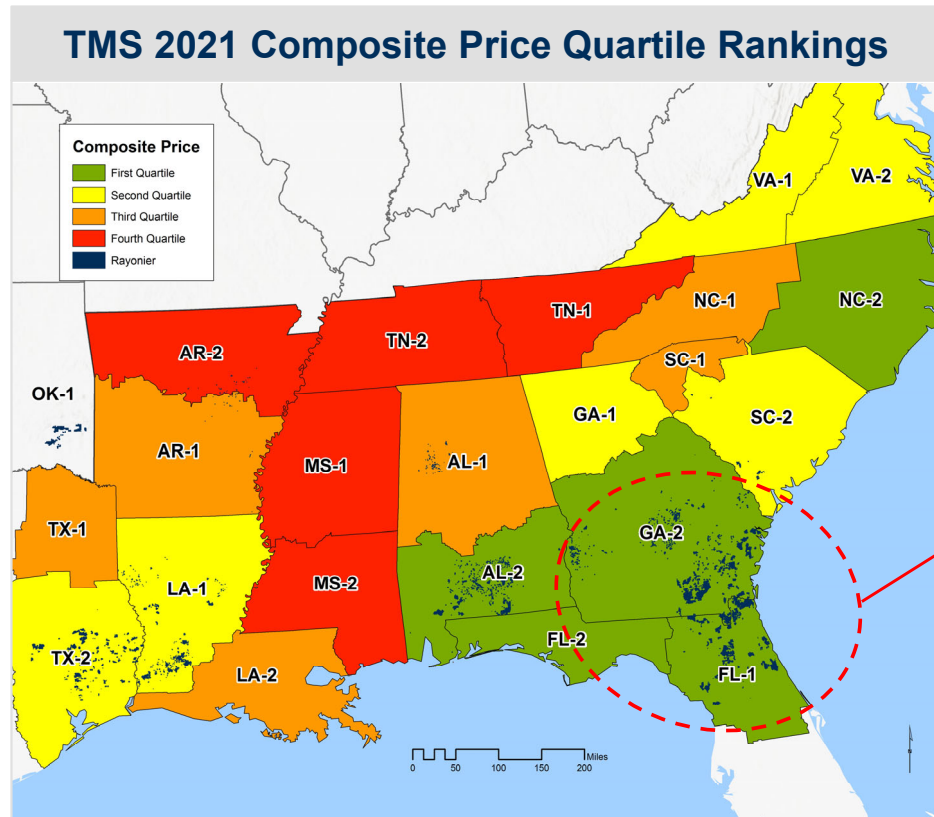 TMS 2021 Composite Price Quartile Rankings
Composite Price
First Quartile
Second Quartile
Third Quartile
Fourth Quartile
Rayonier
VA-1
VA-2
NC-1
NC-2
TN-1
TN-2
AR-2
SC-1
OK-1
GA-1
SC-2
AR-1
MS-1
AL-1
TX-1
GA-2
LA-1
MS-2
AL-2
TX-2
FL-2
LA-2
FL-1
Miles
0 50 100 150 200